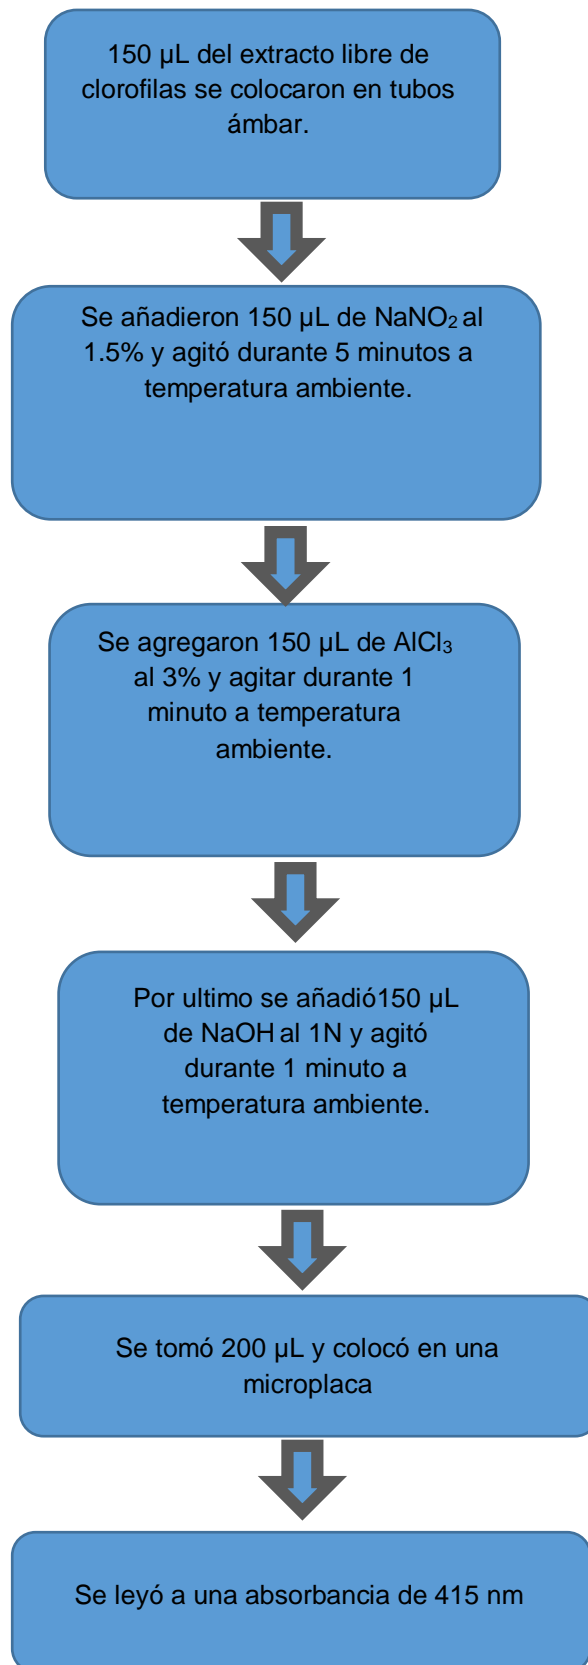 150 µL del extracto libre de
clorofilas se colocaron en tubos
ámbar.
Se añadieron 150 µL de NaNO₂ al
1.5% y agitó durante 5 minutos a
temperatura ambiente.
Se agregaron 150 µL de AlCl₃
al 3% y agitar durante 1
minuto a temperatura
ambiente.
Por ultimo se añadió150 µL
de NaOH al 1N y agitó
durante 1 minuto a
temperatura ambiente.
Se tomó 200 µL y colocó en una
microplaca
Se leyó a una absorbancia de 415 nm